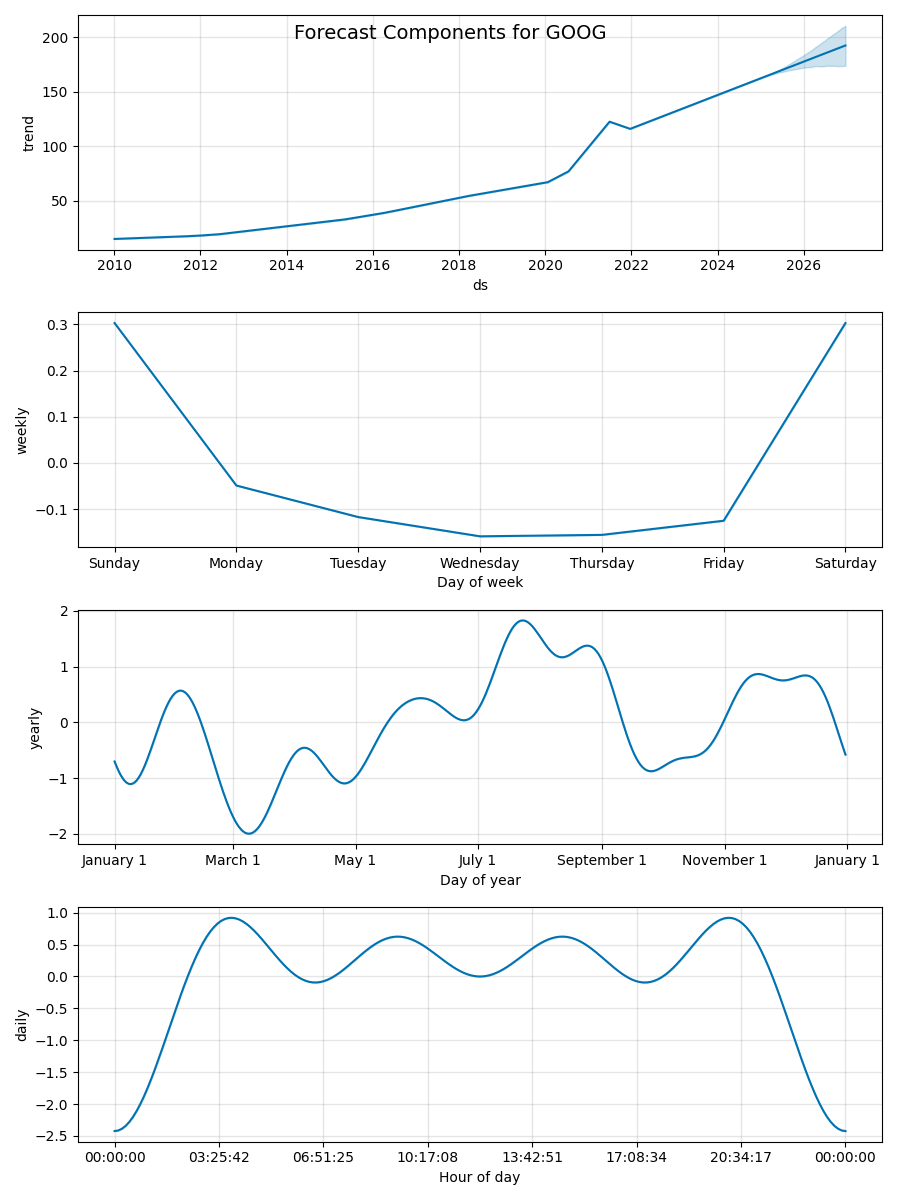 Forecast Components for GOOG
200
150
100
50
trend
2010 2012 2014 2016 2018 2020 2022 2024 2026
ds
0.3
0.2
0.1
0.0
−0.1
weekly
Sunday Monday Tuesday Wednesday Thursday Friday Saturday
Day of week
2
1
0
−1
−2
yearly
January 1 March 1 May 1 July 1 September 1 November 1 January 1
Day of year
1.0
0.5
0.0
−0.5
−1.0
−1.5
−2.0
−2.5
daily
00:00:00 03:25:42 06:51:25 10:17:08 13:42:51 17:08:34 20:34:17 00:00:00
Hour of day